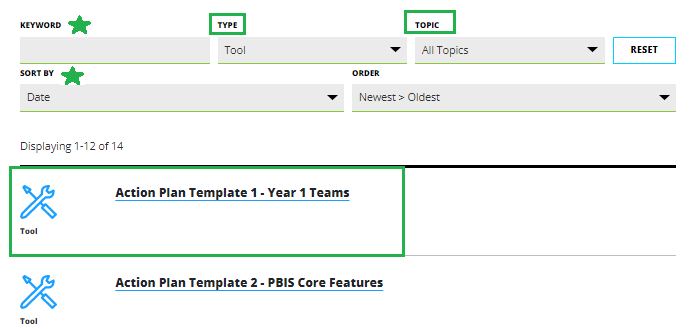 KEYWORD TYPE TOPIC
Tool All Topics RESET
SORT BY ORDER
Date Newest > Oldest
Displaying 1-12 of 14
Action Plan Template 1 - Year 1 Teams
Tool
Action Plan Template 2 - PBIS Core Features
Tool